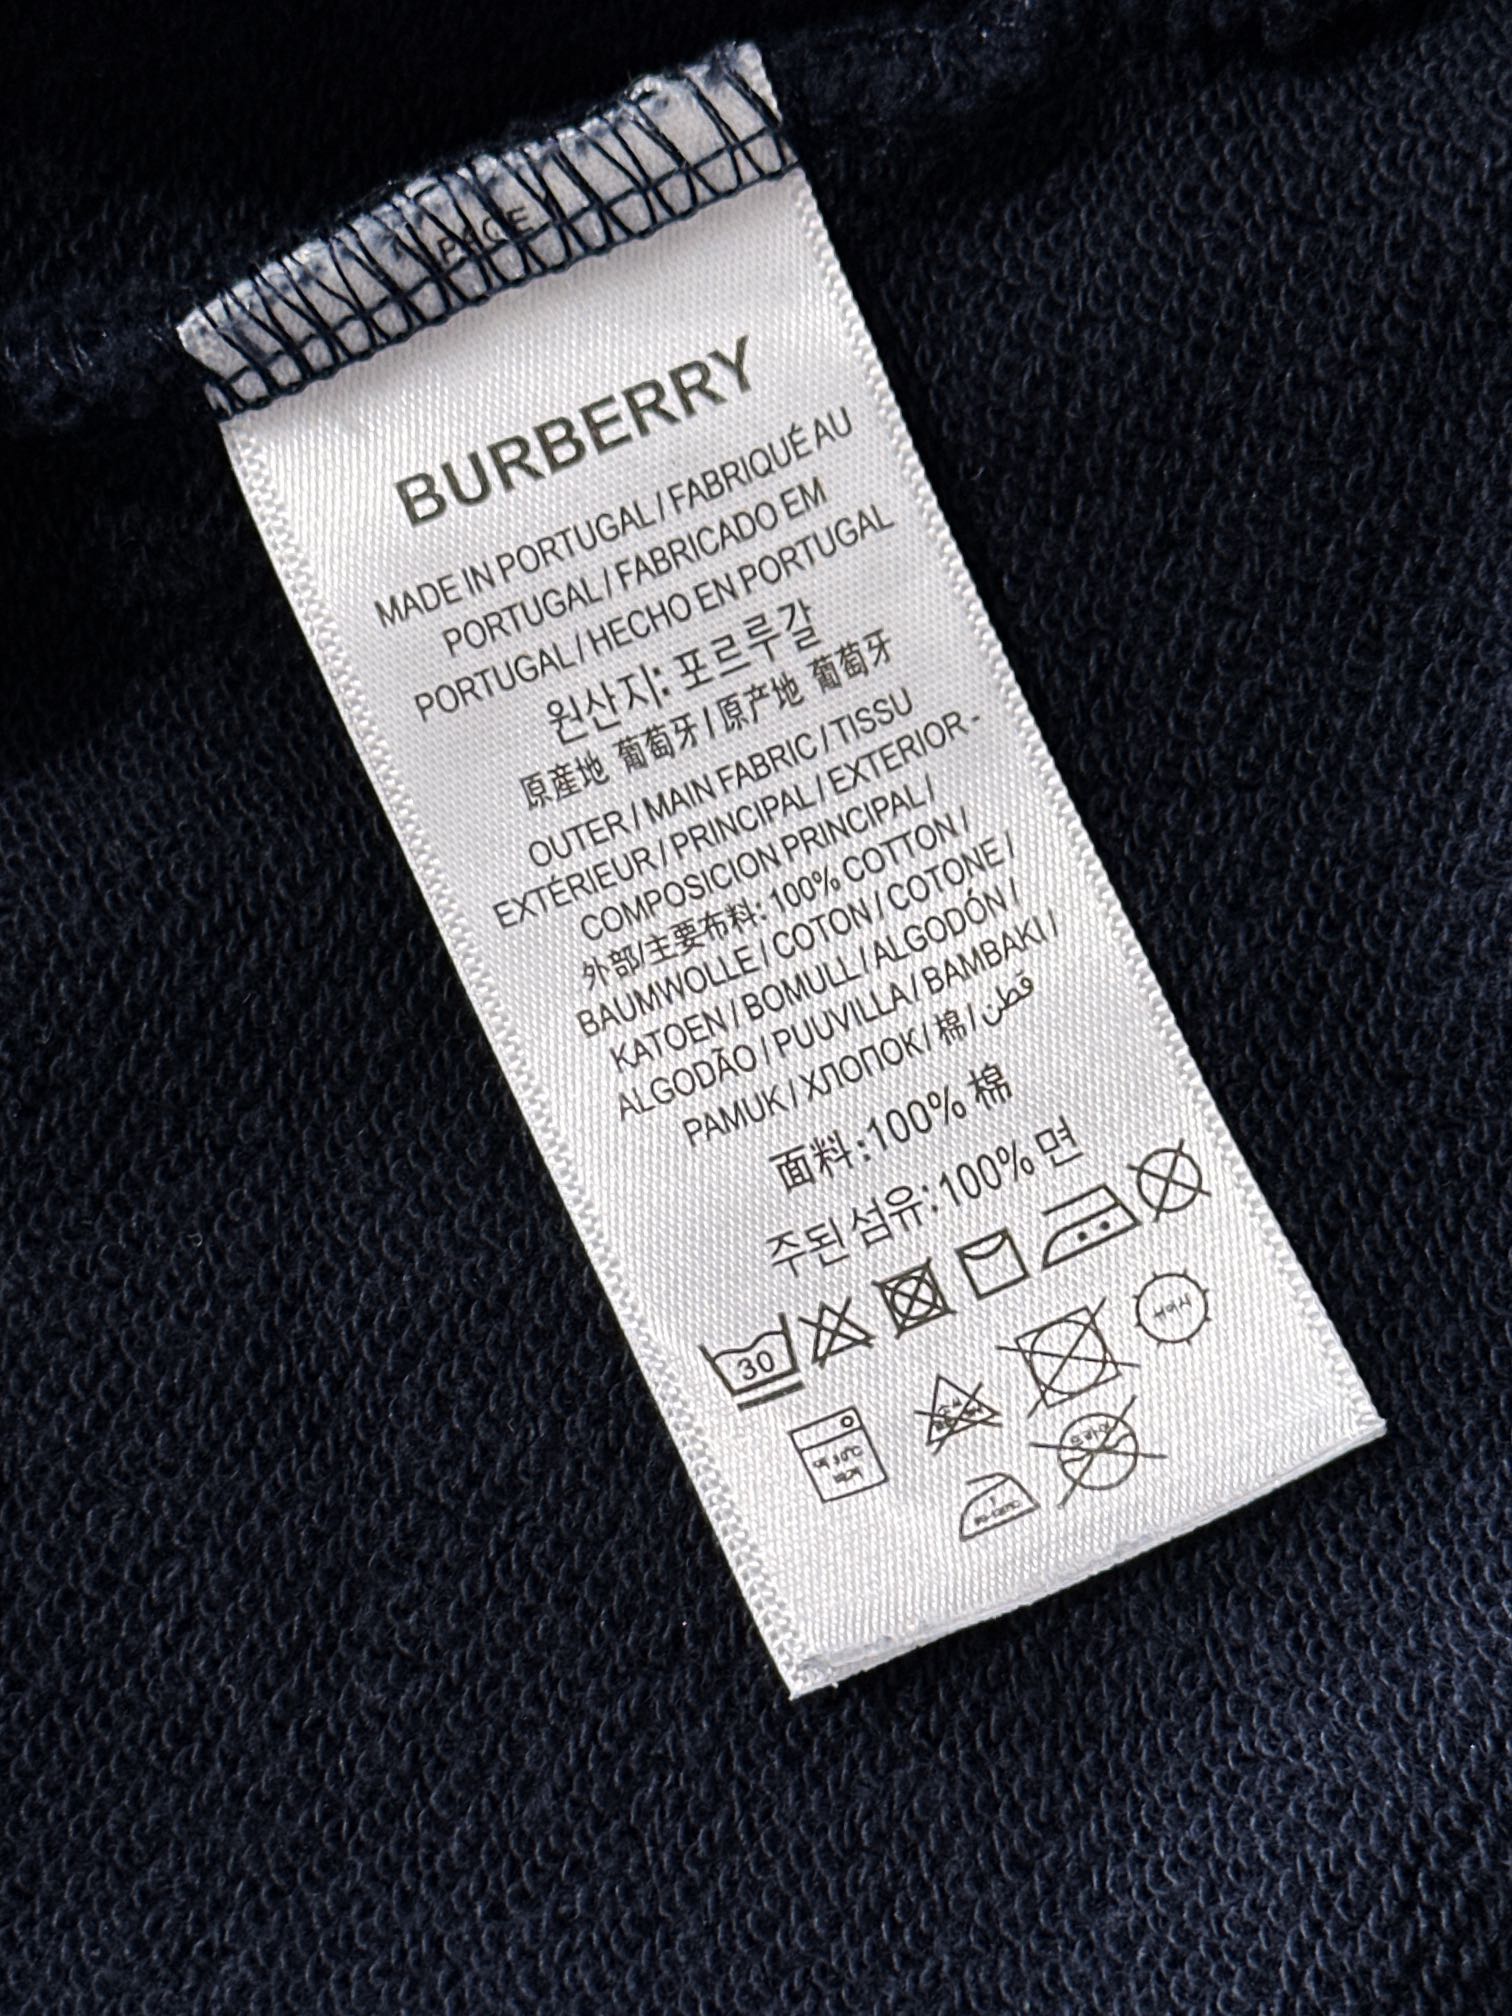 PAGE
BURBERRY
MADE IN PORTUGAL / FABRIQUÉ AU
PORTUGAL / FABRICADO EM
PORTUGAL / HECHO EN PORTUGAL
원산지: 포르투갈
原産地 葡萄牙 / 原产地 葡萄牙
OUTER / MAIN FABRIC / TISSU
EXTÉRIEUR / PRINCIPAL / EXTERIOR -
COMPOSICION PRINCIPAL /
外部/主要布料: 100% COTTON /
BAUMWOLLE / COTON / COTONE /
KATOEN / BOMULL / ALGODÓN /
ALGODÃO / PUUVILLA / BAMBAKI /
PAMUK / ХЛОПОК / 棉 / قطن
面料:100% 棉
주된 섬유:100% 면
30